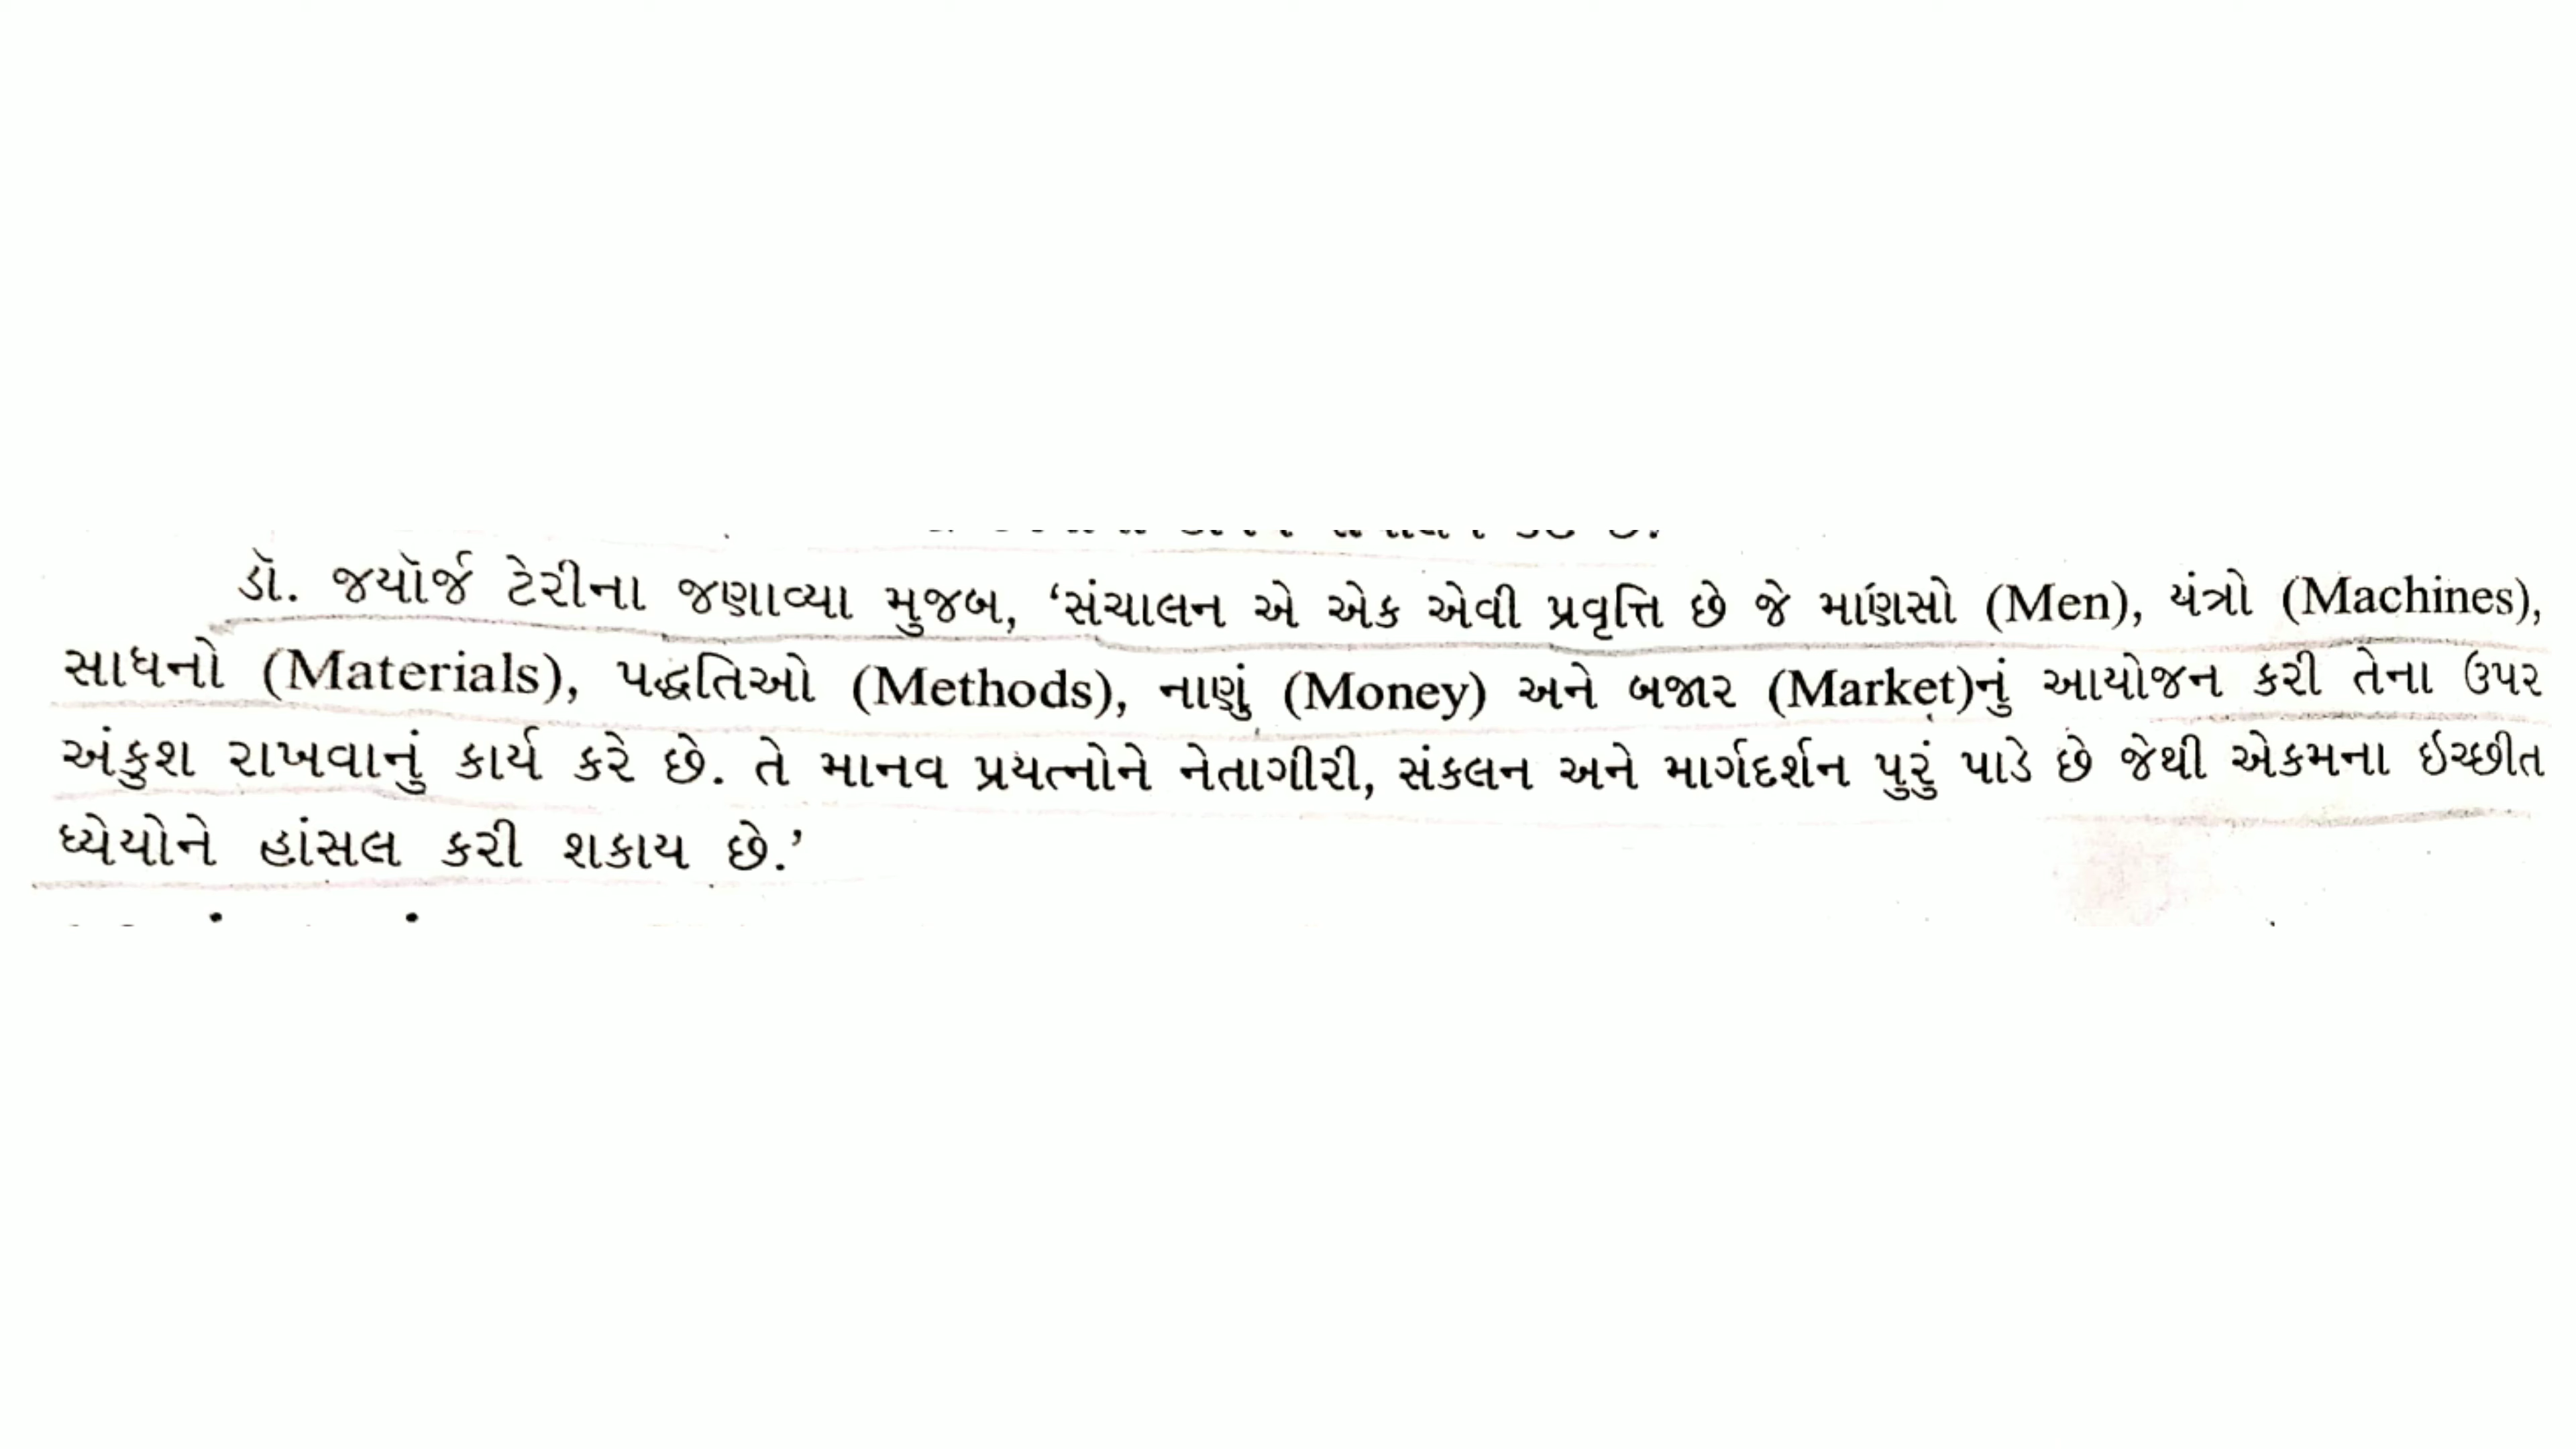 ડૉ. જયૉર્જ ટેરીના જણાવ્યા મુજબ, ‘સંચાલન એ એક એવી પ્રવૃત્તિ છે જે માણસો (Men), યંત્રો (Machines),
સાધનો (Materials), પદ્ધતિઓ (Methods), નાણું (Money) અને બજાર (Market)નું આયોજન કરી તેના ઉપર
અંકુશ રાખવાનું કાર્ય કરે છે. તે માનવ પ્રયત્નોને નેતાગીરી, સંકલન અને માર્ગદર્શન પુરું પાડે છે જેથી એકમના ઇચ્છીત
ધ્યેયોને હાંસલ કરી શકાય છે.’